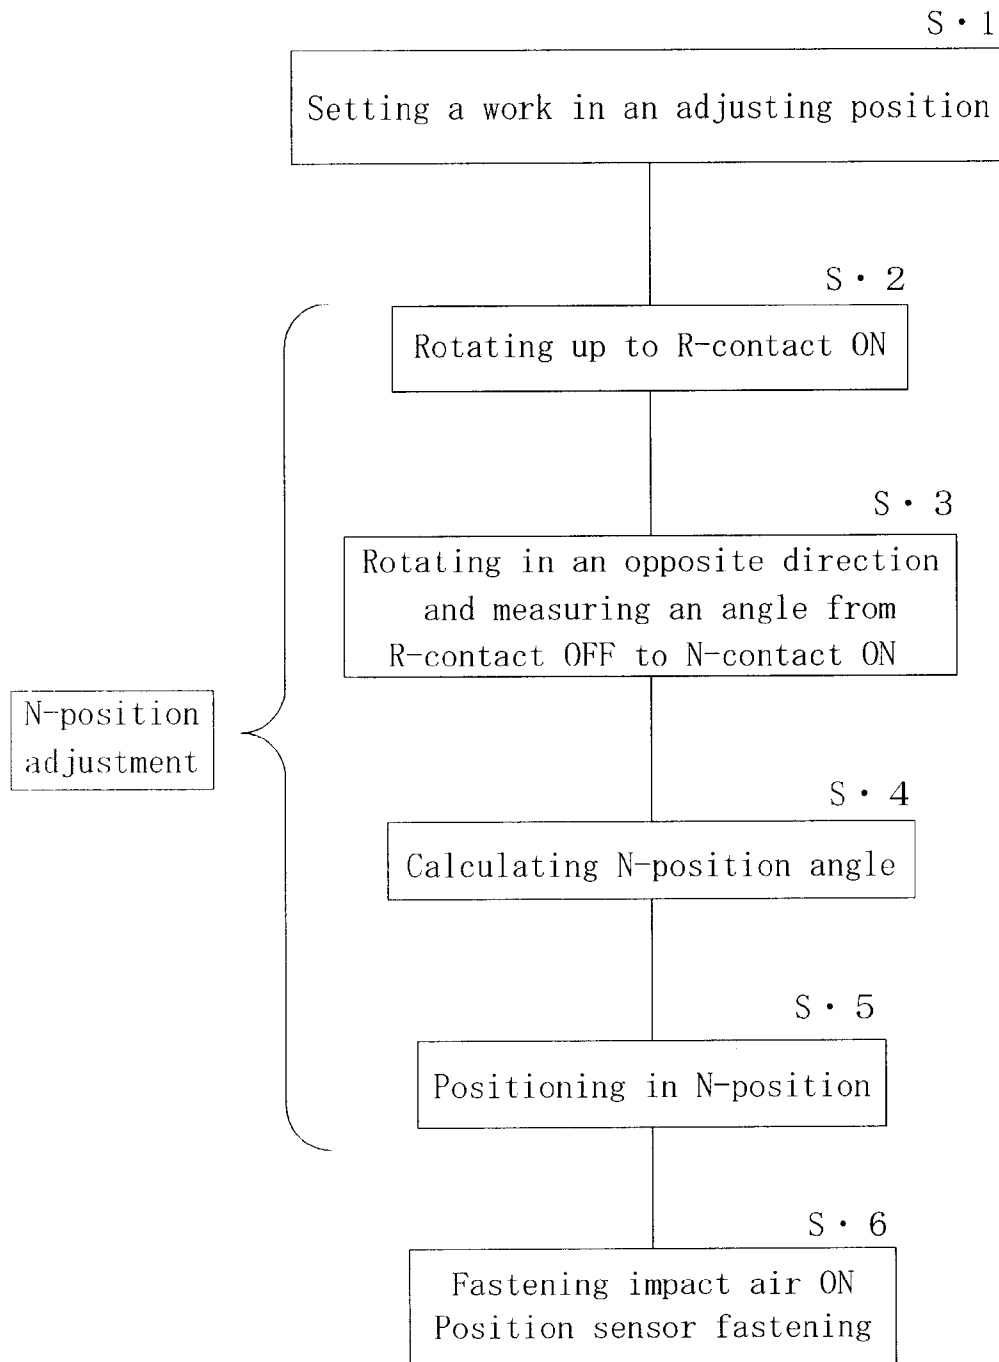 S・1
Setting a work in an adjusting position
S・2
Rotating up to R-contact ON
S・3
Rotating in an opposite direction
and measuring an angle from
R-contact OFF to N-contact ON
N-position
adjustment
S・4
Calculating N-position angle
S・5
Positioning in N-position
S・6
Fastening impact air ON
Position sensor fastening